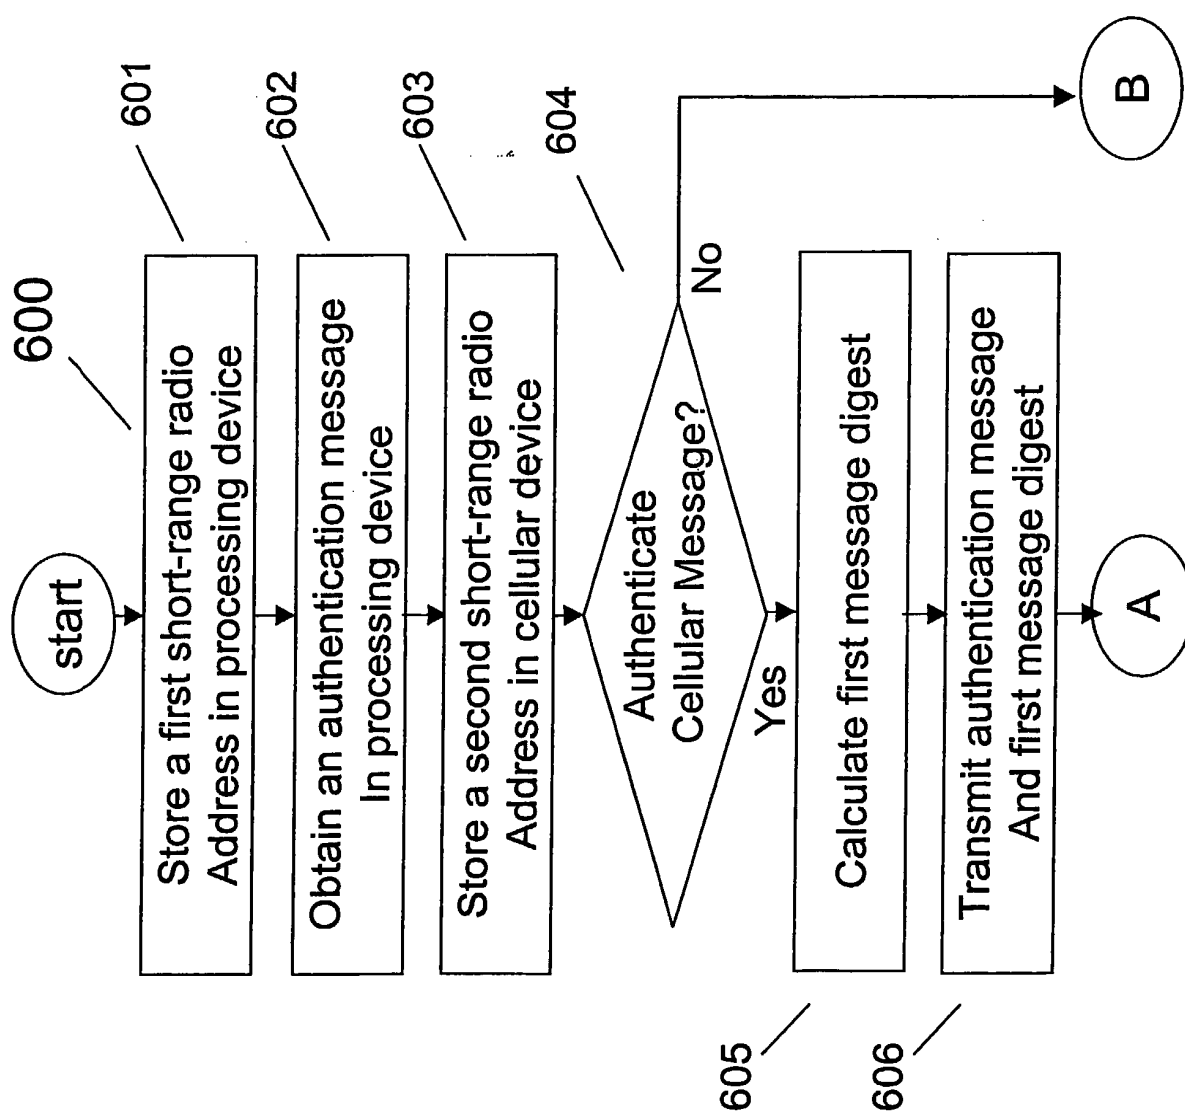 600
start
601
Store a first short-range radio
Address in processing device
602
Obtain an authentication message
In processing device
603
Store a second short-range radio
Address in cellular device
604
Authenticate
Cellular Message?
No
Yes
B
605
Calculate first message digest
606
Transmit authentication message
And first message digest
A